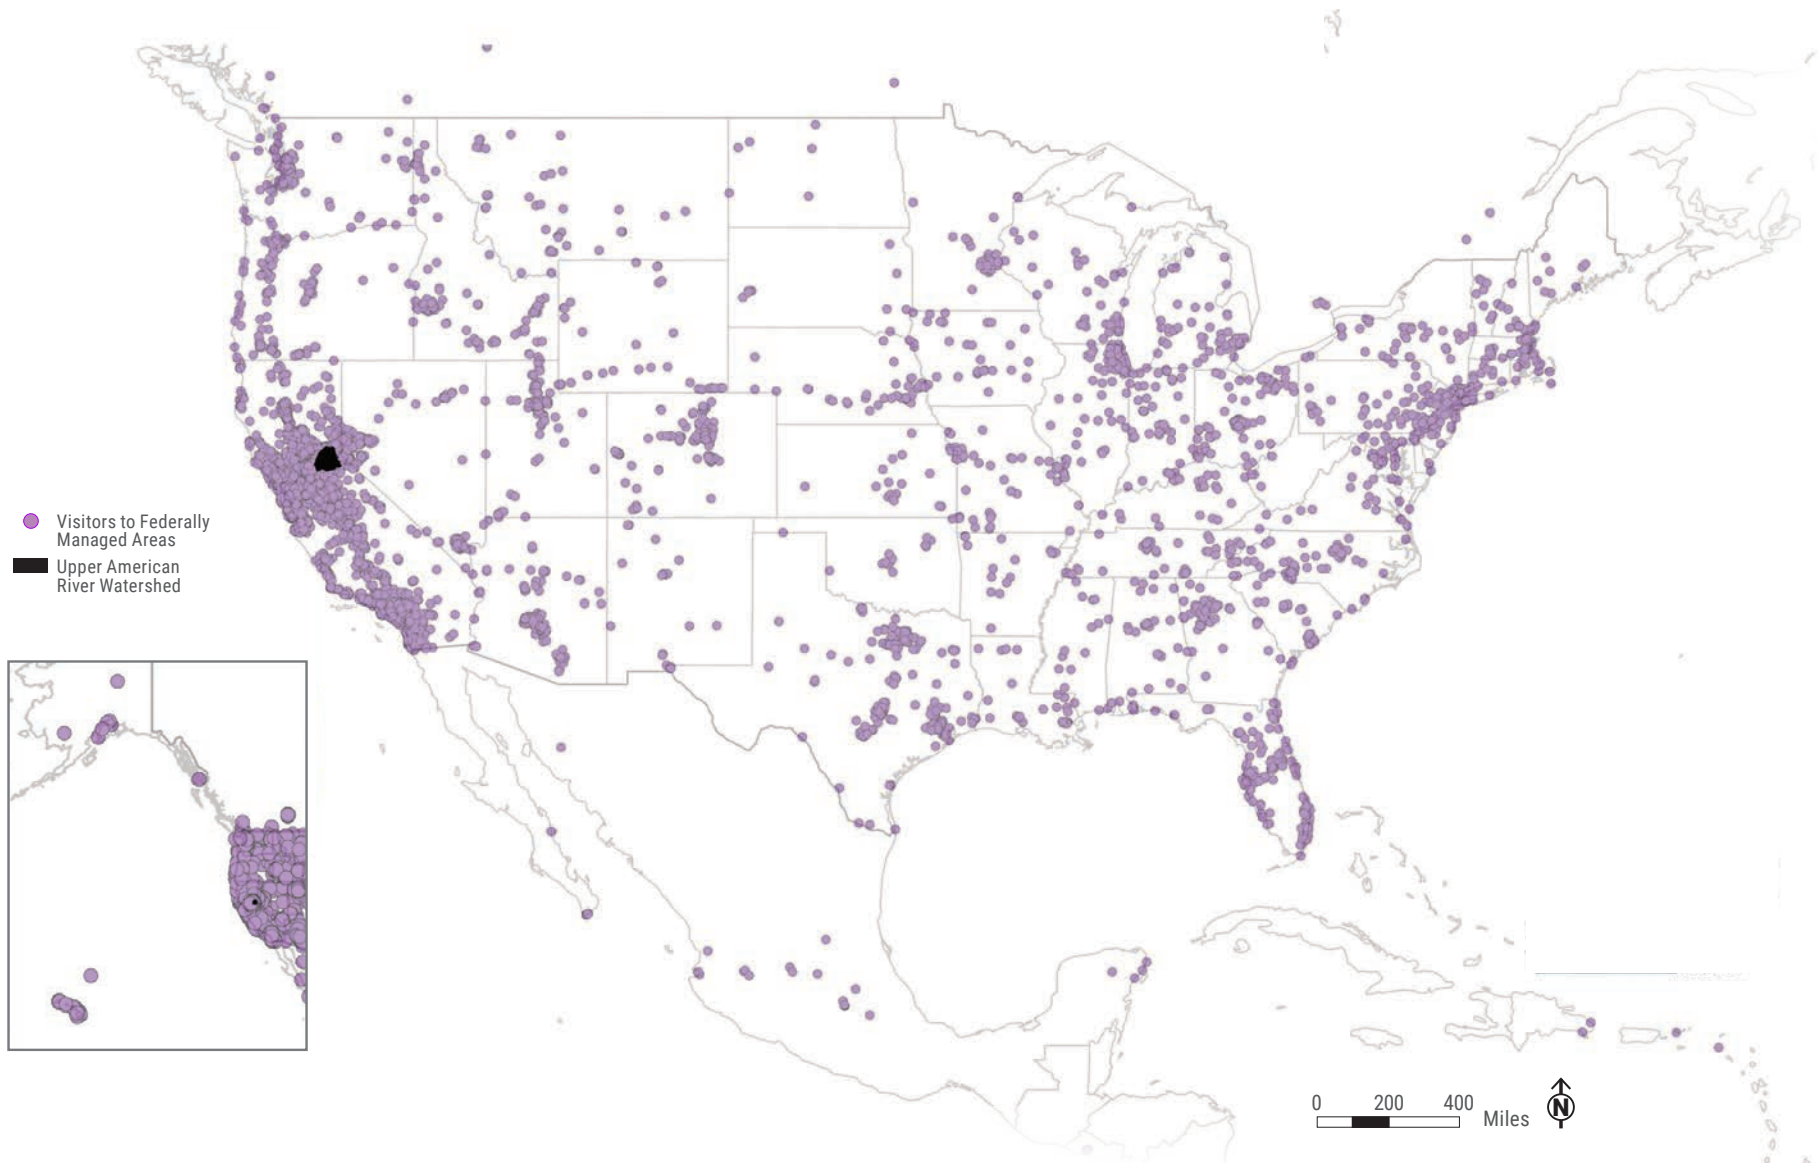 Visitors to Federally
Managed Areas
Upper American
River Watershed
0 200 400 Miles
N